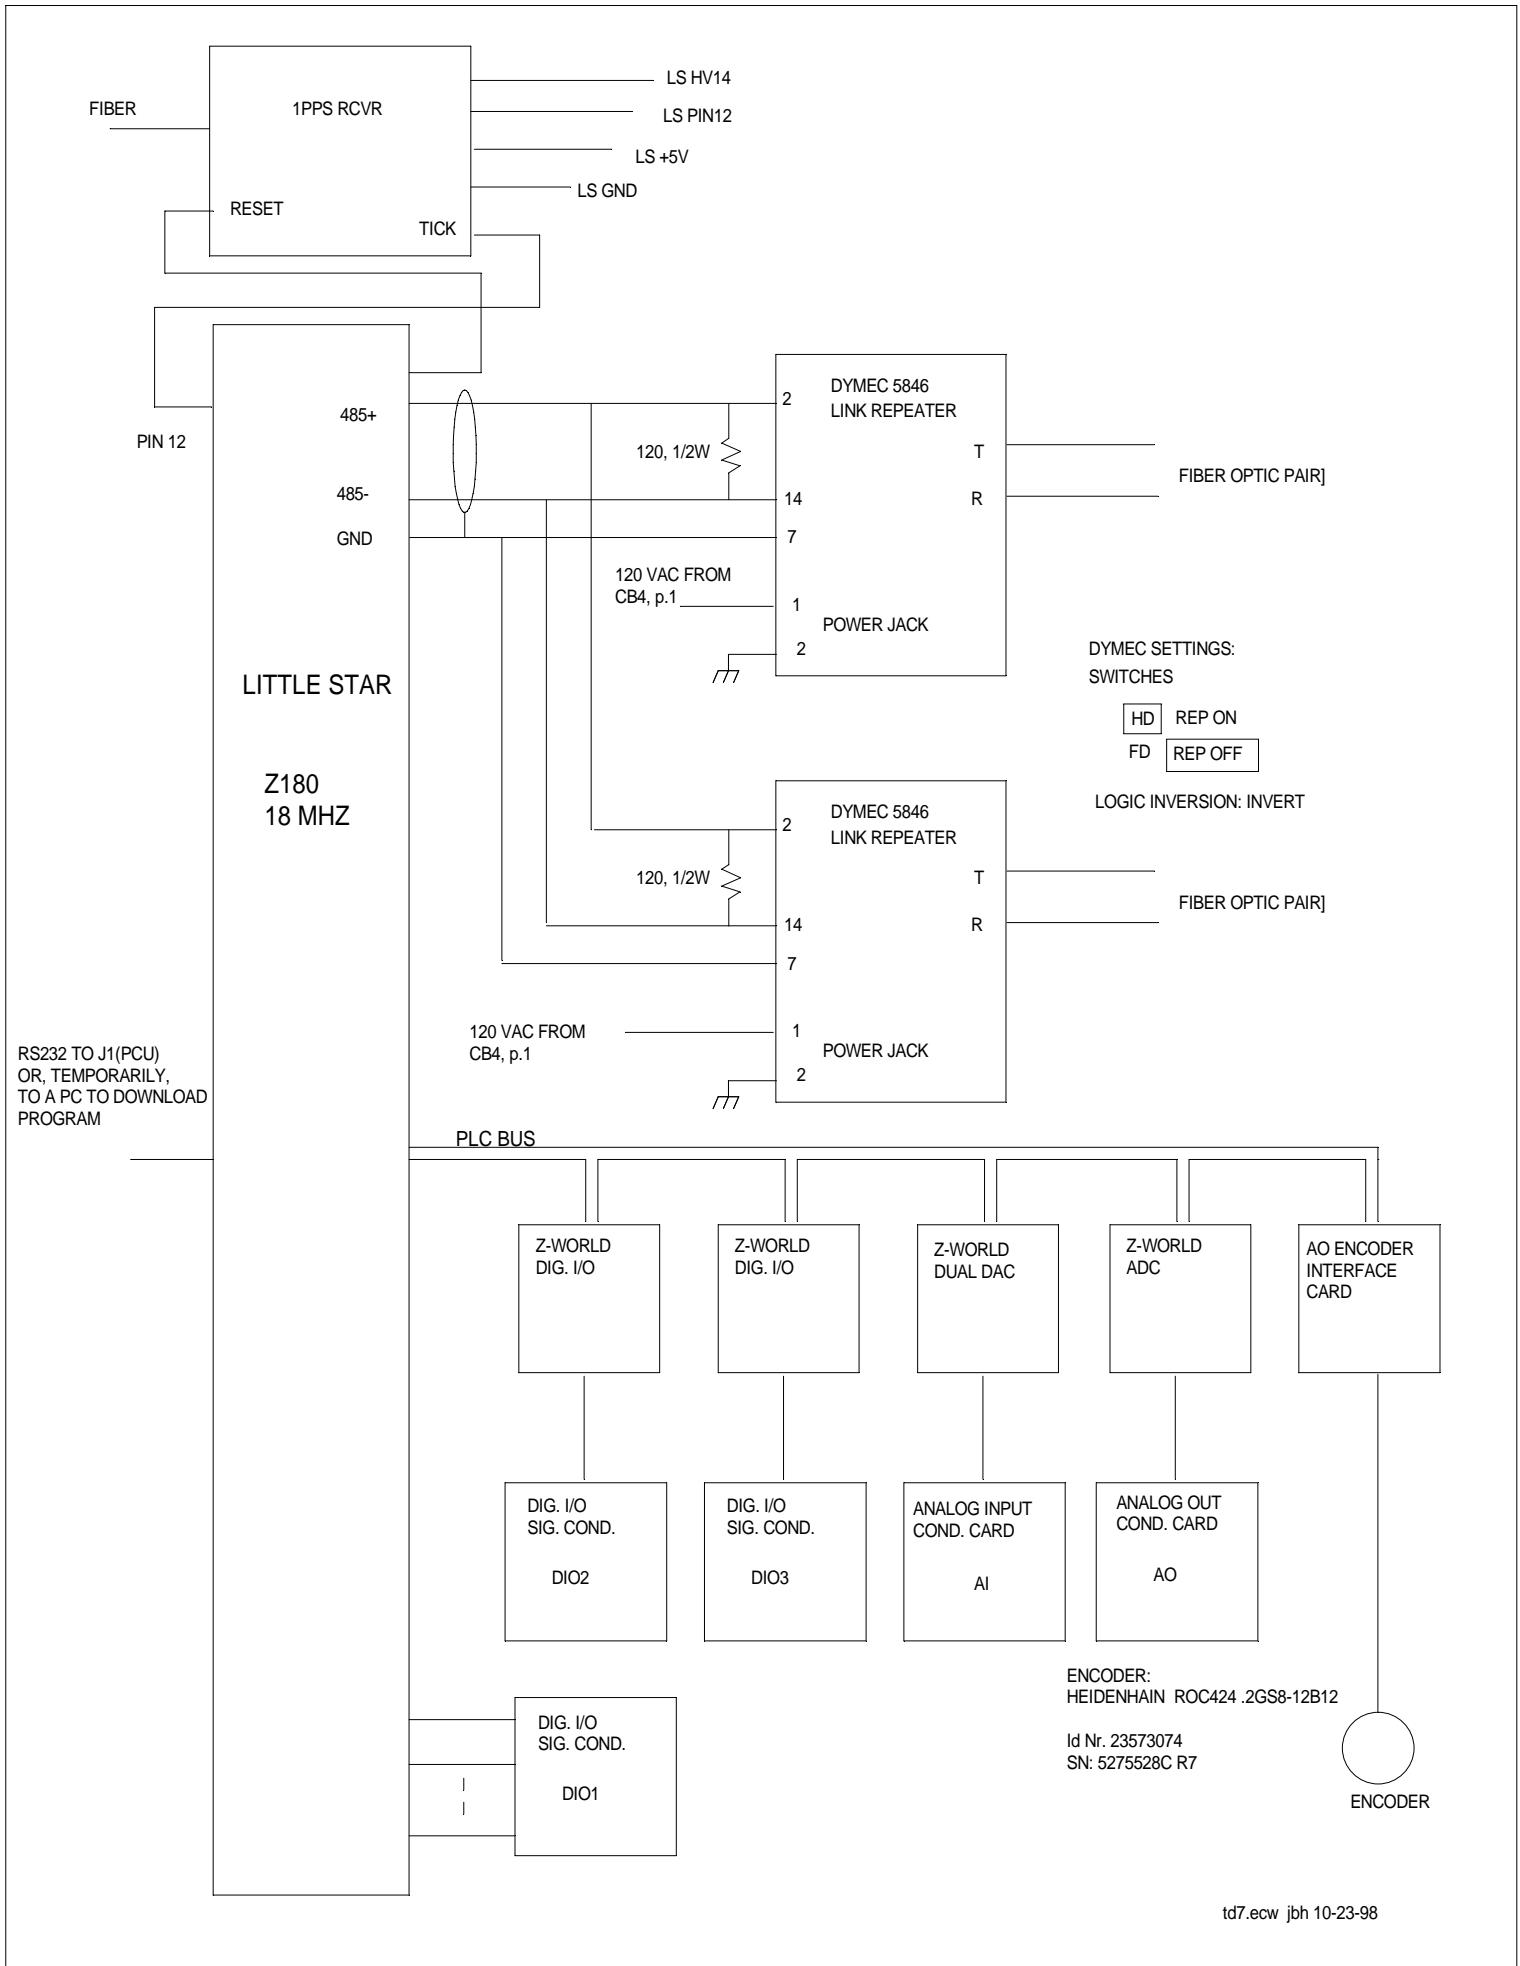 LS HV14
FIBER
1PPS RCVR
LS PIN12
LS +5V
LS GND
RESET
TICK
PIN 12
485+
485-
GND
LITTLE STAR
Z180
18 MHZ
120, 1/2W
2
14
7
DYMEC 5846
LINK REPEATER
T
R
FIBER OPTIC PAIR]
120 VAC FROM
CB4, p.1
1
POWER JACK
2
DYMEC SETTINGS:
SWITCHES
HD REP ON
FD REP OFF
LOGIC INVERSION: INVERT
120, 1/2W
2
14
7
DYMEC 5846
LINK REPEATER
T
R
FIBER OPTIC PAIR]
120 VAC FROM
CB4, p.1
1
POWER JACK
2
RS232 TO J1(PCU)
OR, TEMPORARILY,
TO A PC TO DOWNLOAD
PROGRAM
PLC BUS
Z-WORLD
DIG. I/O
Z-WORLD
DIG. I/O
Z-WORLD
DUAL DAC
Z-WORLD
ADC
AO ENCODER
INTERFACE
CARD
DIG. I/O
SIG. COND.
DIO2
DIG. I/O
SIG. COND.
DIO3
ANALOG INPUT
COND. CARD
AI
ANALOG OUT
COND. CARD
AO
DIG. I/O
SIG. COND.
DIO1
ENCODER:
HEIDENHAIN ROC424 .2GS8-12B12
Id Nr. 23573074
SN: 5275528C R7
ENCODER
td7.ecw jbh 10-23-98